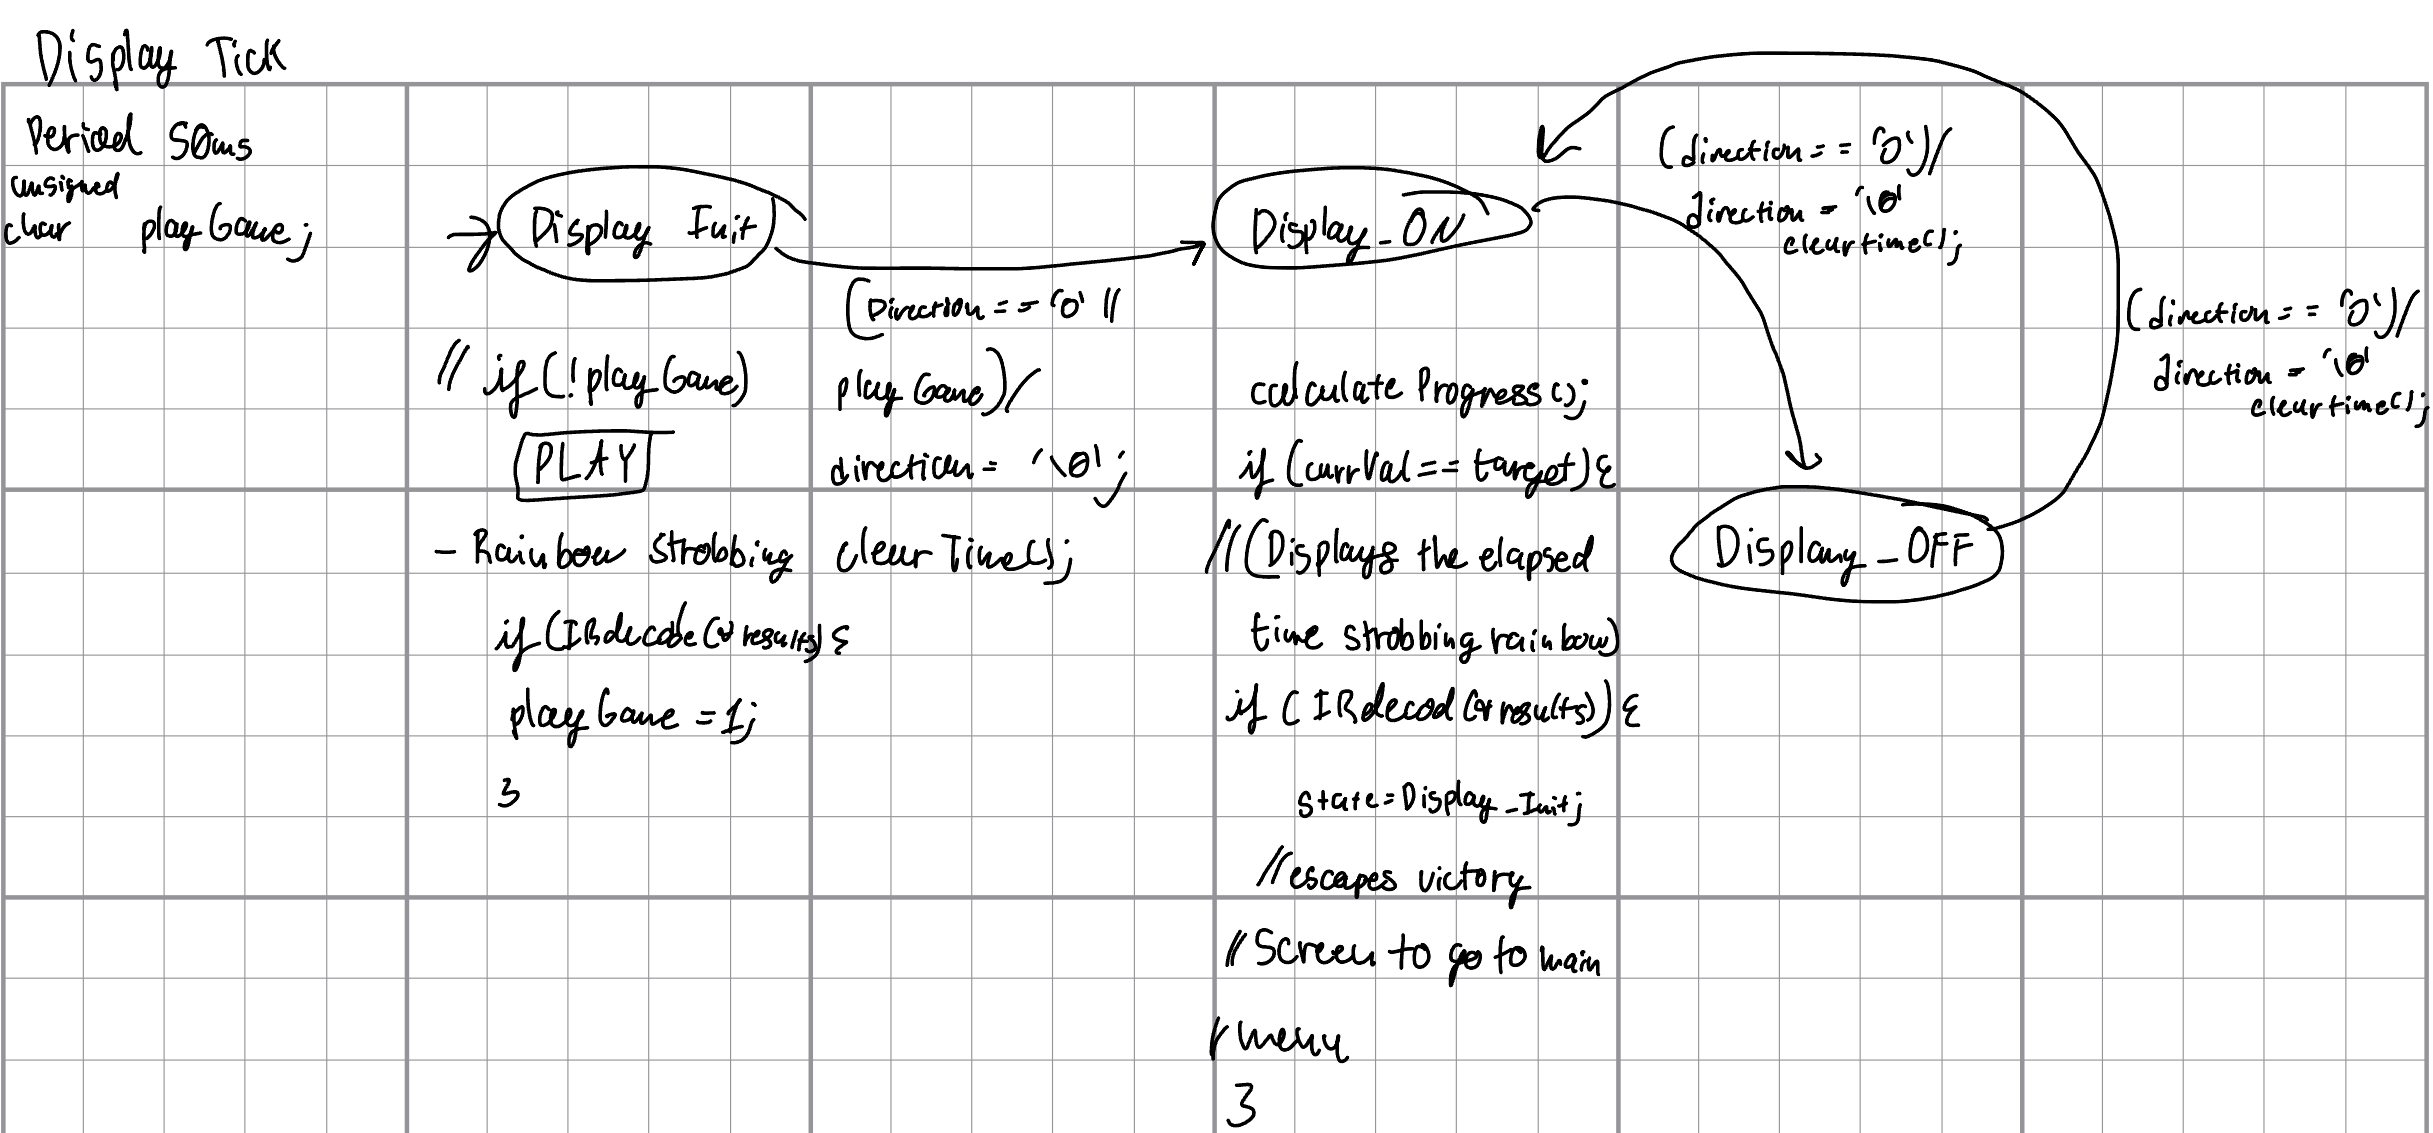 Display Tick
Period 50ms
unsigned
char playGame;
Display Init
// if(!playGame)
PLAY
- Rainbow strobbing
if(IRdecode(&results){
playGame = 1;
}
(Direction == '0' ||
playGame)/
direction = '\0';
clearTime();
Display_ON
calculate Progress();
if (currVal == target){
//(Displays the elapsed
time strobbing rainbow)
if (IRdecod(&results)){
state=Display_Init;
//escapes victory
//Screen to go to main
/ menu
}
(direction == '0')/
direction = '\0'
cleartime();
Display_OFF
(direction == '0')/
direction = '\0'
cleartime();